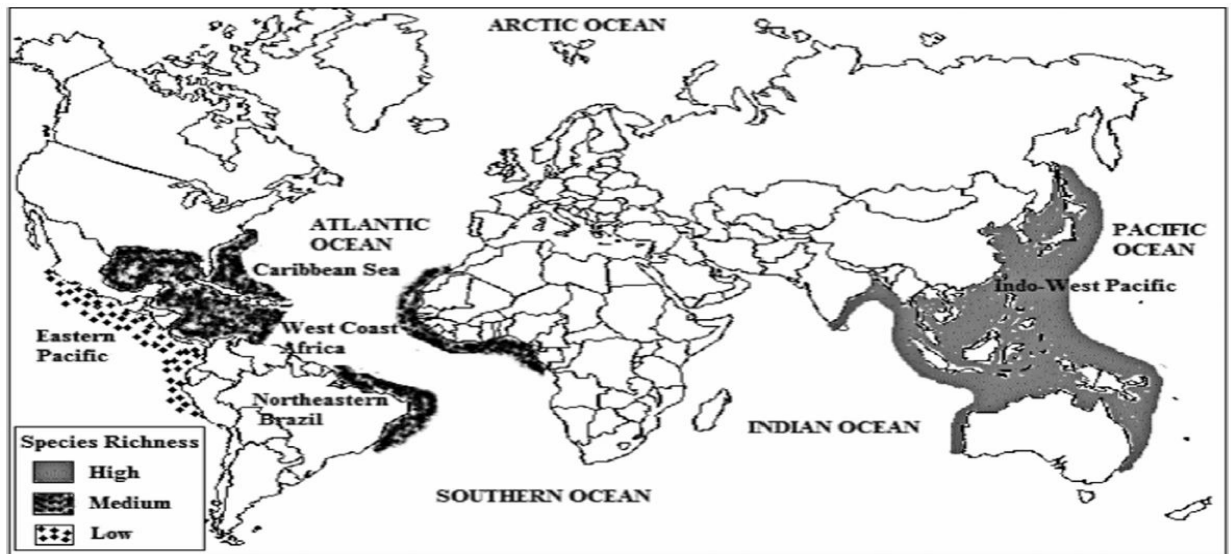 ARCTIC OCEAN
ATLANTIC
OCEAN
PACIFIC
OCEAN
Caribbean Sea
Indo-West Pacific
Eastern
Pacific
West Coast
Africa
Northeastern
Brazil
INDIAN OCEAN
SOUTHERN OCEAN
Species Richness
High
Medium
Low